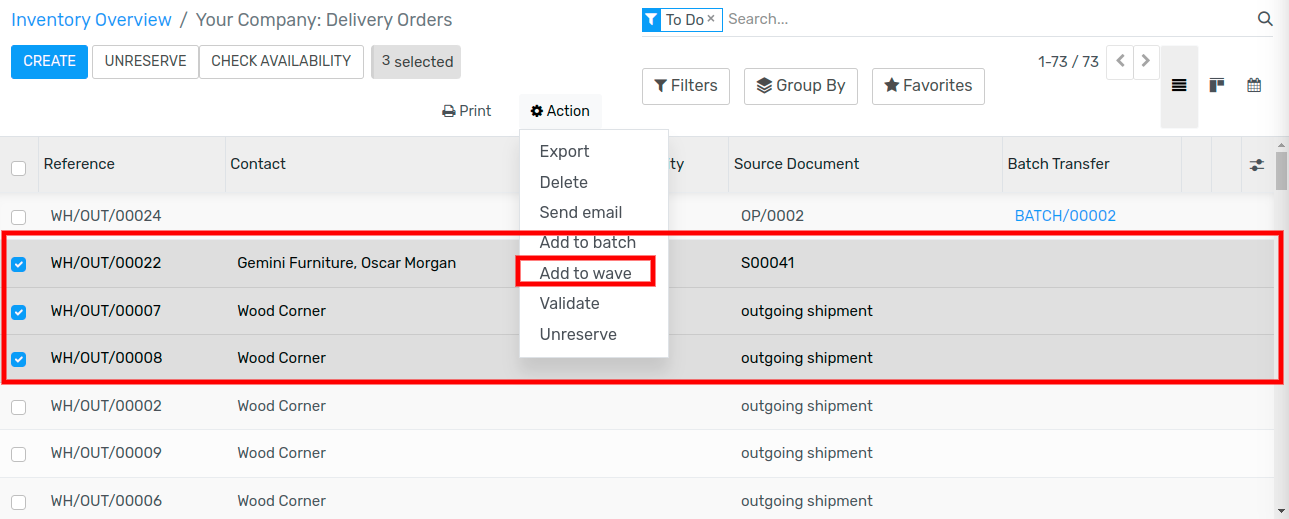 Inventory Overview / Your Company: Delivery Orders
To Do × Search...
CREATE UNRESERVE CHECK AVAILABILITY 3 selected
1-73 / 73
Filters Group By Favorites
Print Action
Export
Delete
Send email
Add to batch
Add to wave
Validate
Unreserve
Reference Contact ty Source Document Batch Transfer
WH/OUT/00024 OP/0002 BATCH/00002
WH/OUT/00022 Gemini Furniture, Oscar Morgan S00041
WH/OUT/00007 Wood Corner outgoing shipment
WH/OUT/00008 Wood Corner outgoing shipment
WH/OUT/00002 Wood Corner outgoing shipment
WH/OUT/00009 Wood Corner outgoing shipment
WH/OUT/00006 Wood Corner outgoing shipment